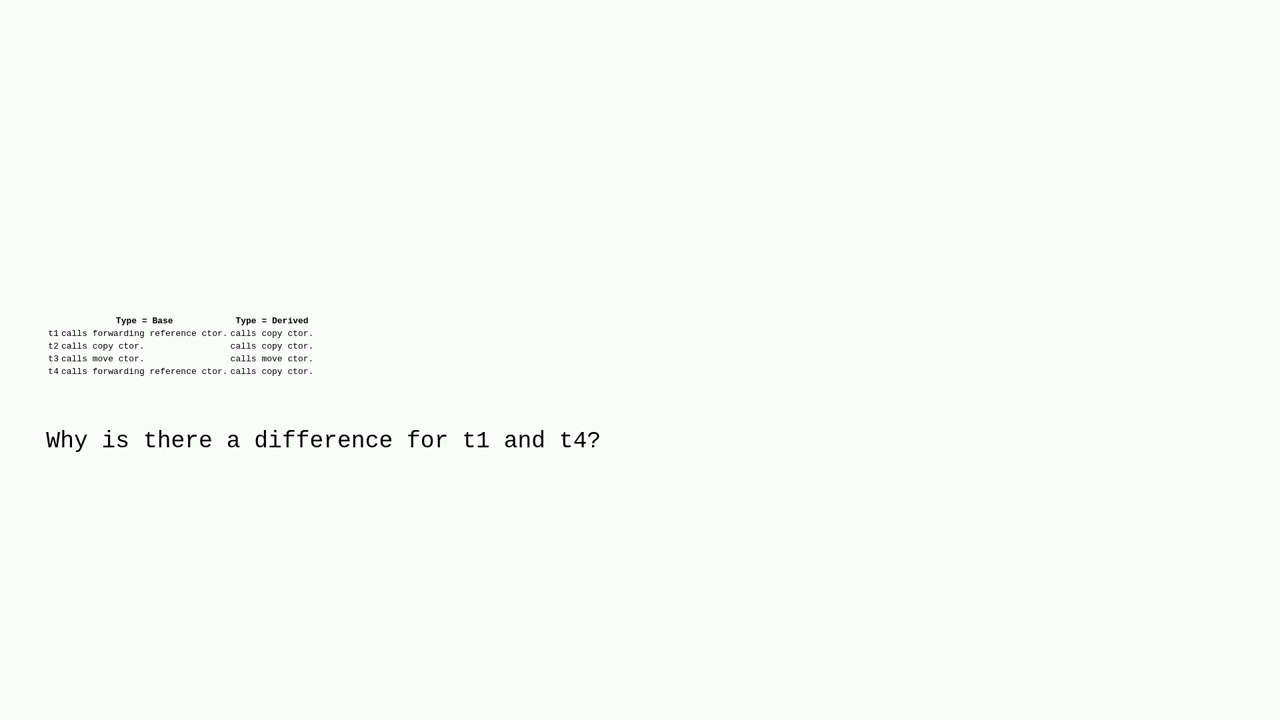 Type = Base Type = Derived
t1 calls forwarding reference ctor. calls copy ctor.
t2 calls copy ctor. calls copy ctor.
t3 calls move ctor. calls move ctor.
t4 calls forwarding reference ctor. calls copy ctor.
Why is there a difference for t1 and t4?